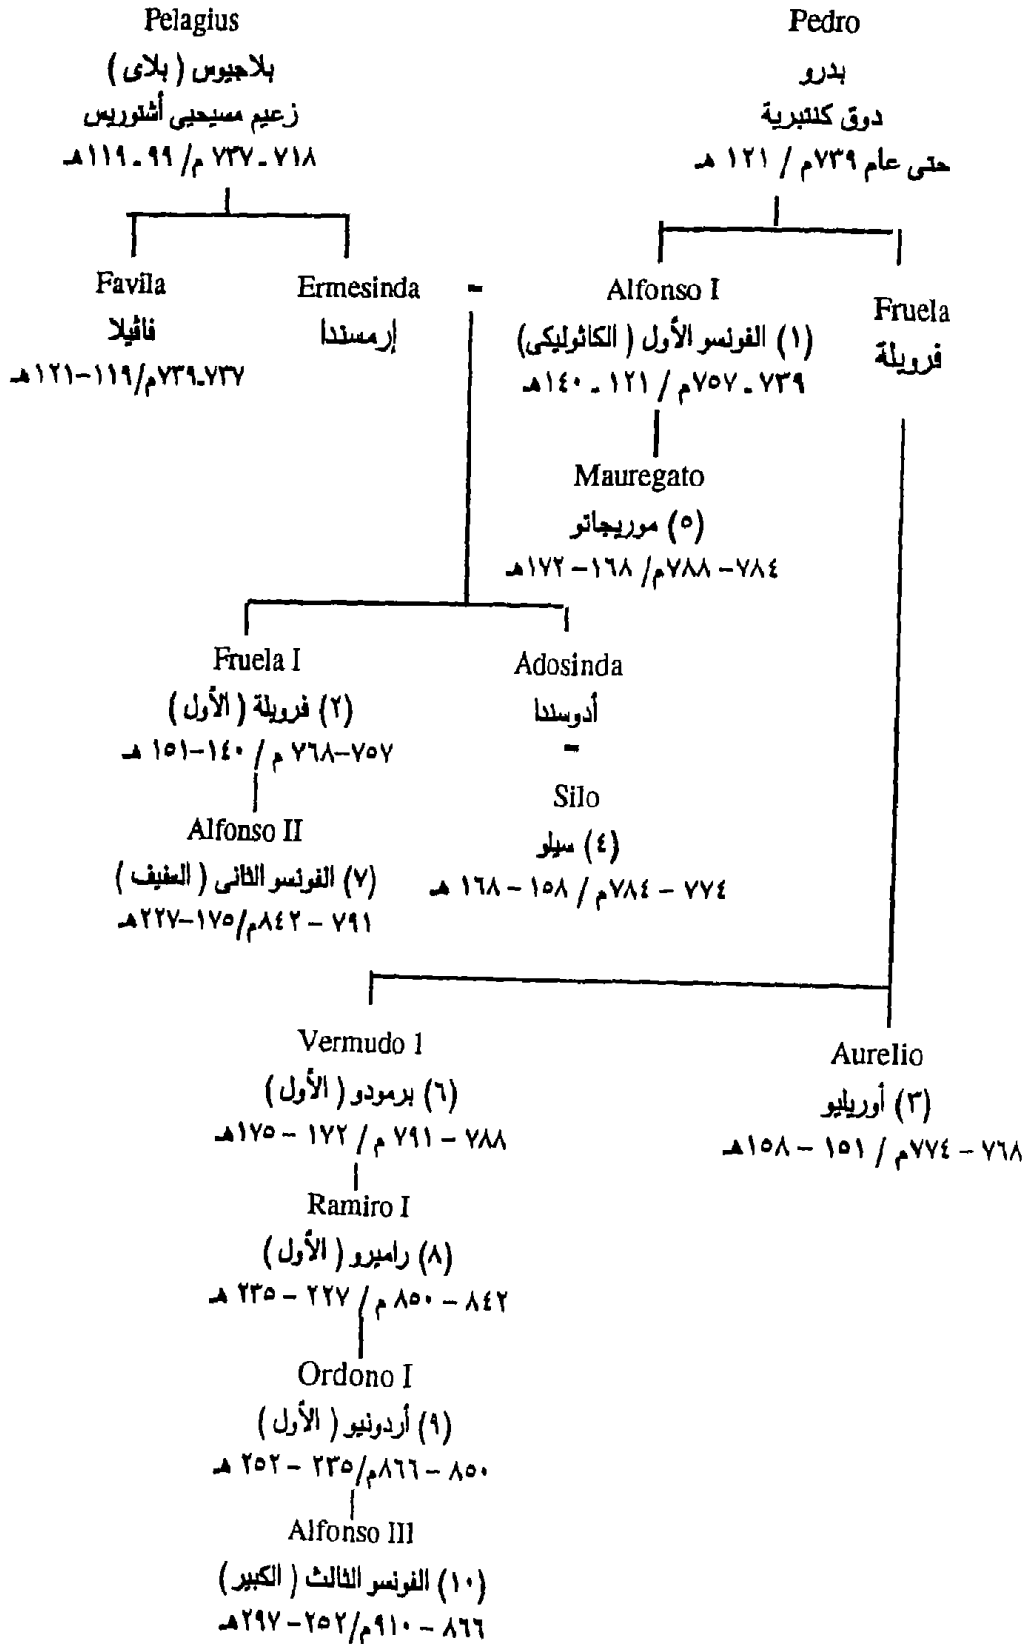 Pelagius
بلاجيوس ( بلاى )
زعيم مسيحيى أشتوريس
٧١٨ - ٧٣٧ م/ ٩٩ - ١١٩هـ
Pedro
بدرو
دوق كنتبرية
حتى عام ٧٣٩م / ١٢١ هـ
Favila
فاڤيلا
٧٣٧-٧٣٩م/١١٩-١٢١هـ
Ermesinda
إرمسندا
-
Alfonso I
(١) الفونسو الأول ( الكاثوليكى)
٧٣٩ - ٧٥٧م / ١٢١ - ١٤٠هـ
Fruela
فرويلة
Mauregato
(٥) موريجاتو
٧٨٤- ٧٨٨م/ ١٦٨- ١٧٢هـ
Fruela I
(٢) فرويلة ( الأول )
٧٥٧-٧٦٨ م / ١٤٠-١٥١ هـ
Adosinda
أدوسندا
-
Silo
(٤) سيلو
٧٧٤ - ٧٨٤م / ١٥٨ - ١٦٨ هـ
Alfonso II
(٧) الفونسو الثانى ( العفيف )
٧٩١ - ٨٤٢م/١٧٥-٢٢٧هـ
Vermudo 1
(٦) برمودو ( الأول )
٧٨٨ - ٧٩١ م / ١٧٢ - ١٧٥هـ
Aurelio
(٣) أوريليو
٧٦٨ - ٧٧٤م / ١٥١ - ١٥٨هـ
Ramiro I
(٨) راميرو ( الأول )
٨٤٢ - ٨٥٠ م / ٢٢٧ - ٢٣٥ هـ
Ordono I
(٩) أردونيو ( الأول )
٨٥٠ - ٨٦٦م/٢٣٥ - ٢٥٢ هـ
Alfonso III
(١٠) الفونسو الثالث ( الكبير )
٨٦٦ - ٩١٠م/٢٥٢- ٢٩٧هـ